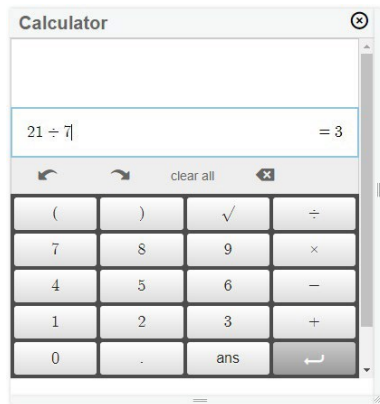 Calculator
21 ÷ 7 = 3
clear all
( ) √ ÷
7 8 9 ×
4 5 6 −
1 2 3 +
0 . ans